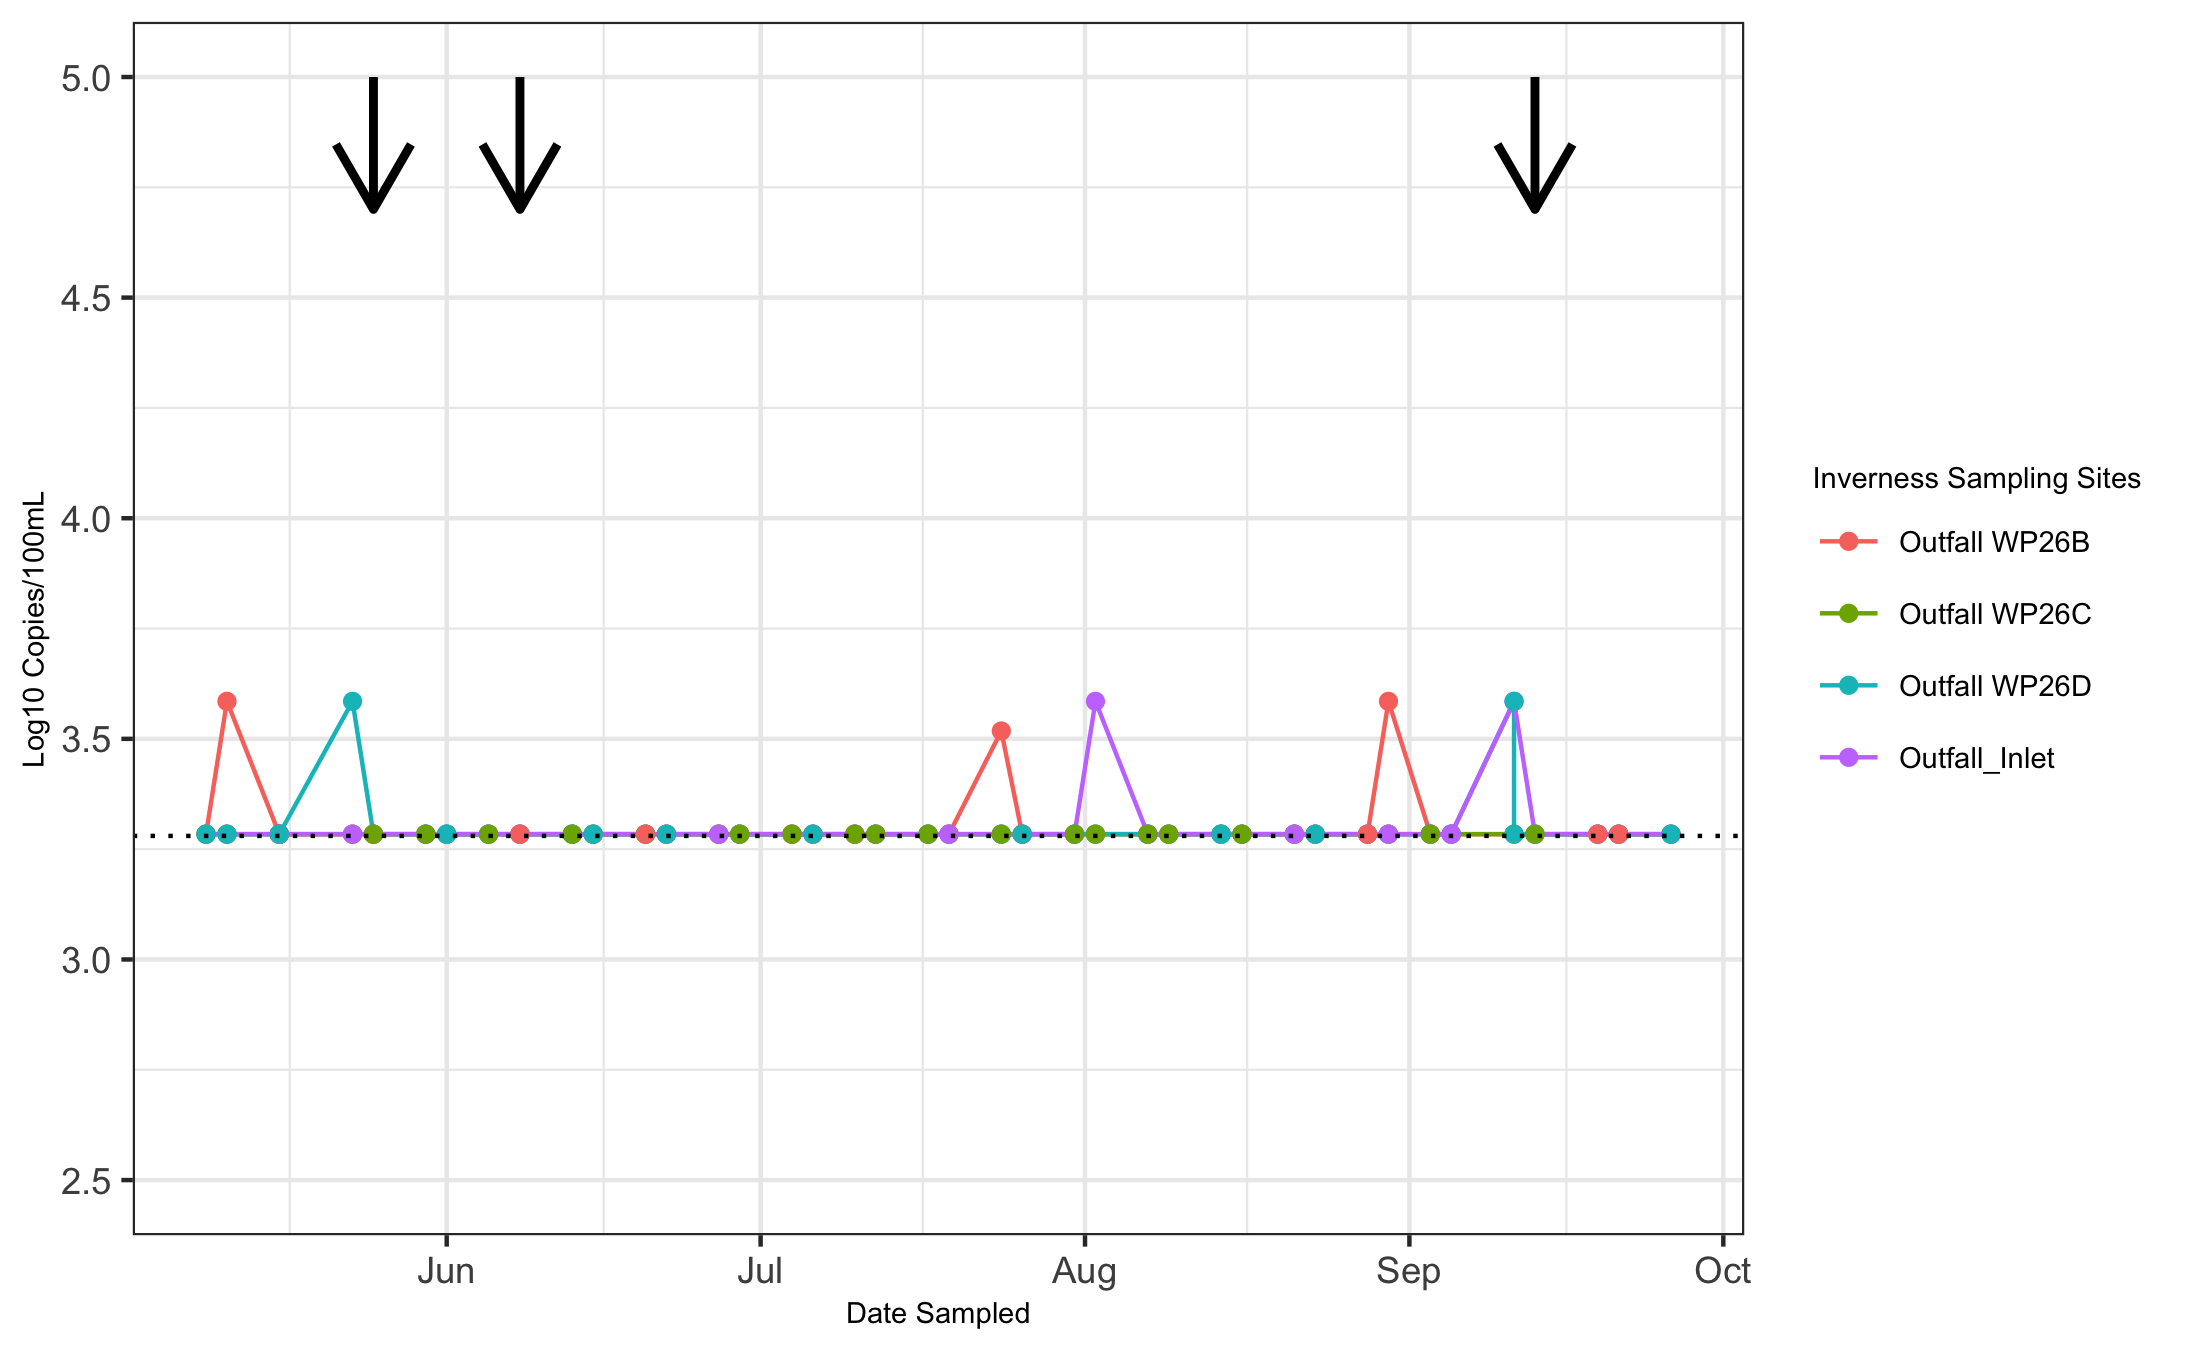 5.0
4.5
4.0
3.5
3.0
2.5
Log10 Copies/100mL
Jun
Jul
Aug
Sep
Oct
Date Sampled
Inverness Sampling Sites
Outfall WP26B
Outfall WP26C
Outfall WP26D
Outfall_Inlet